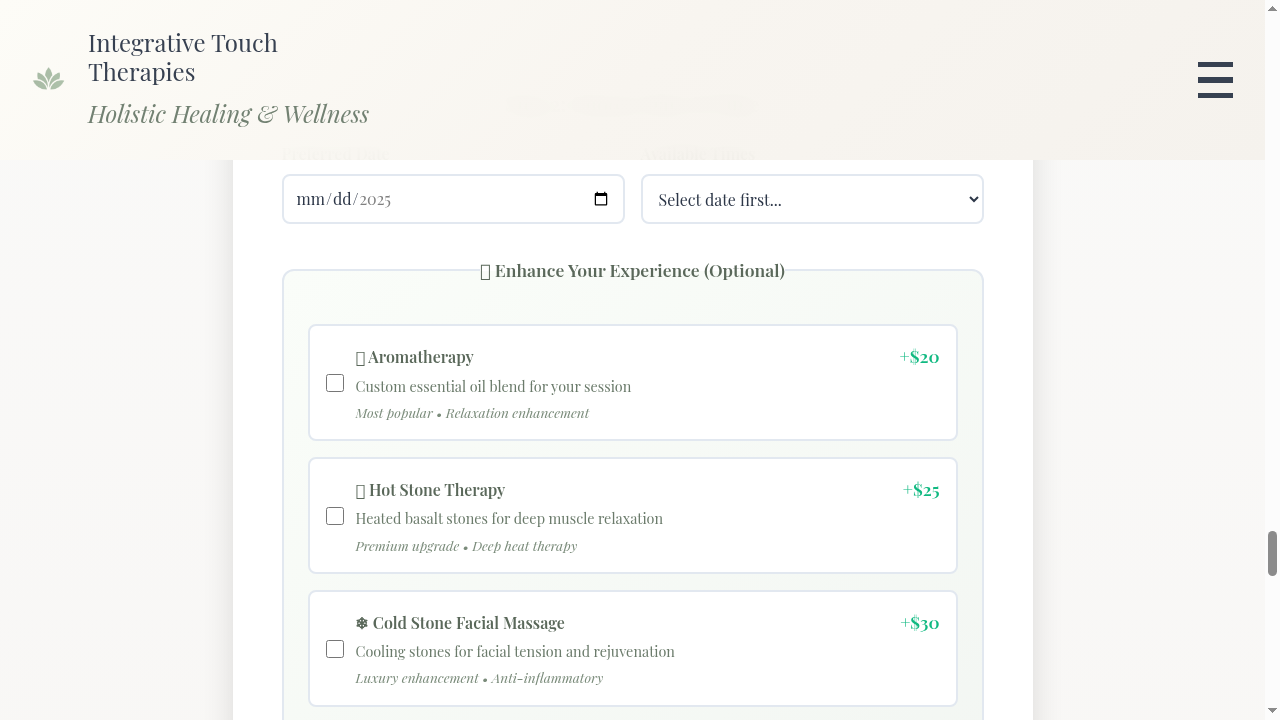 Integrative Touch
Therapies
Holistic Healing & Wellness
mm/dd/2025
Select date first...
Enhance Your Experience (Optional)
Aromatherapy
+$20
Custom essential oil blend for your session
Most popular • Relaxation enhancement
Hot Stone Therapy
+$25
Heated basalt stones for deep muscle relaxation
Premium upgrade • Deep heat therapy
❄ Cold Stone Facial Massage
+$30
Cooling stones for facial tension and rejuvenation
Luxury enhancement • Anti-inflammatory